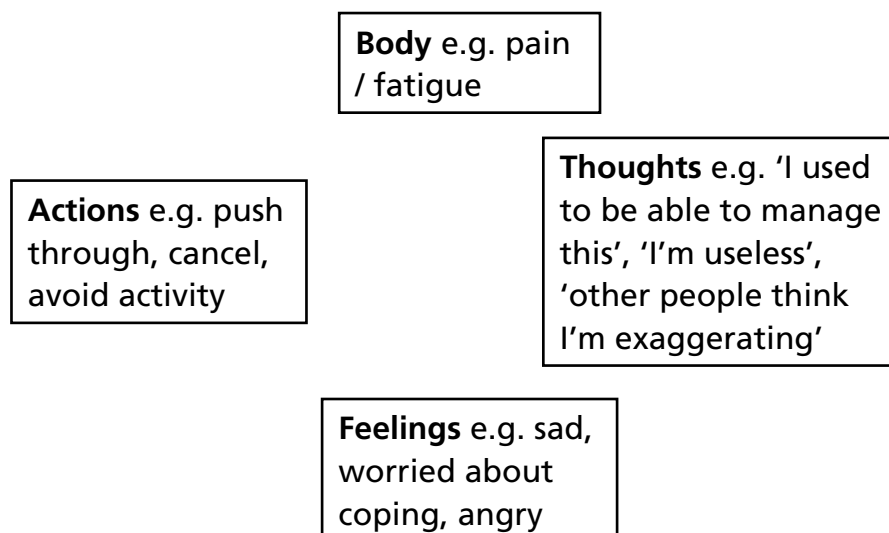 Body e.g. pain
/ fatigue
Thoughts e.g. ‘I used
to be able to manage
this’, ‘I’m useless’,
‘other people think
I’m exaggerating’
Actions e.g. push
through, cancel,
avoid activity
Feelings e.g. sad,
worried about
coping, angry